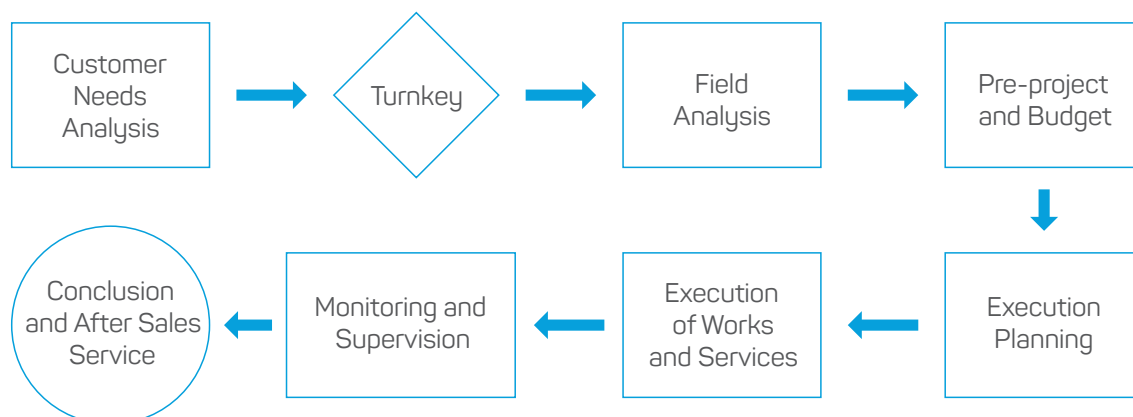 Customer
Needs
Analysis
Turnkey
Field
Analysis
Pre-project
and Budget
Execution
Planning
Execution
of Works
and Services
Monitoring and
Supervision
Conclusion
and After Sales
Service